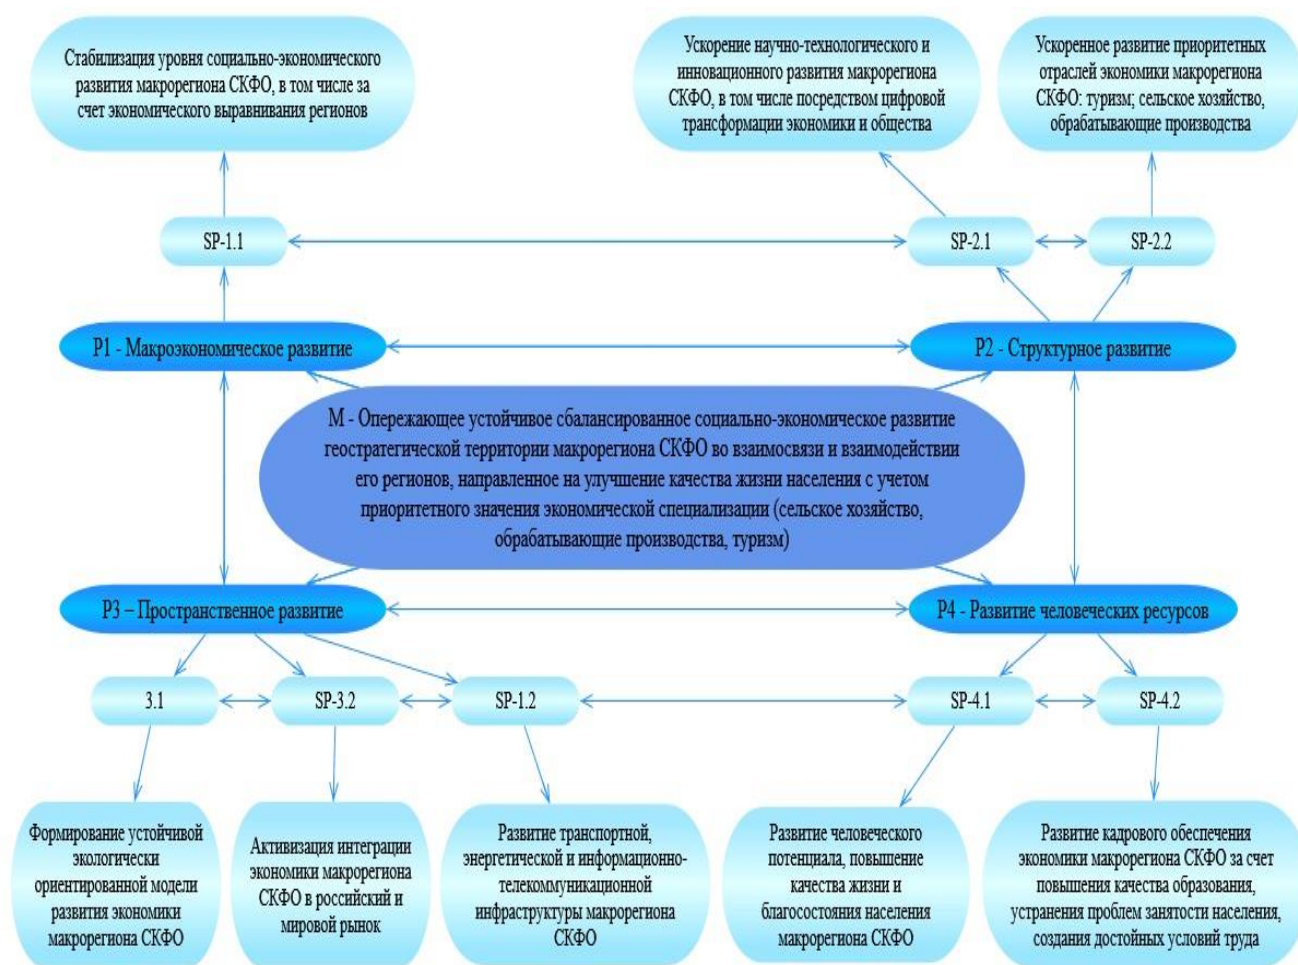 Стабилизация уровня социально-экономического
развития макрорегиона СКФО, в том числе за
счет экономического выравнивания регионов
Ускорение научно-технологического и
инновационного развития макрорегиона
СКФО, в том числе посредством цифровой
трансформации экономики и общества
Ускоренное развитие приоритетных
отраслей экономики макрорегиона
СКФО: туризм; сельское хозяйство,
обрабатывающие производства
SP-1.1
SP-2.1
SP-2.2
P1 - Макроэкономическое развитие
P2 - Структурное развитие
M - Опережающее устойчивое сбалансированное социально-экономическое развитие
геостратегической территории макрорегиона СКФО во взаимосвязи и взаимодействии
его регионов, направленное на улучшение качества жизни населения с учетом
приоритетного значения экономической специализации (сельское хозяйство,
обрабатывающие производства, туризм)
P3 – Пространственное развитие
P4 - Развитие человеческих ресурсов
3.1
SP-3.2
SP-1.2
SP-4.1
SP-4.2
Формирование устойчивой
экологически
ориентированной модели
развития экономики
макрорегиона СКФО
Активизация интеграции
экономики макрорегиона
СКФО в российский и
мировой рынок
Развитие транспортной,
энергетической и информационно-
телекоммуникационной
инфраструктуры макрорегиона
СКФО
Развитие человеческого
потенциала, повышение
качества жизни и
благосостояния населения
макрорегиона СКФО
Развитие кадрового обеспечения
экономики макрорегиона СКФО за счет
повышения качества образования,
устранения проблем занятости населения,
создания достойных условий труда